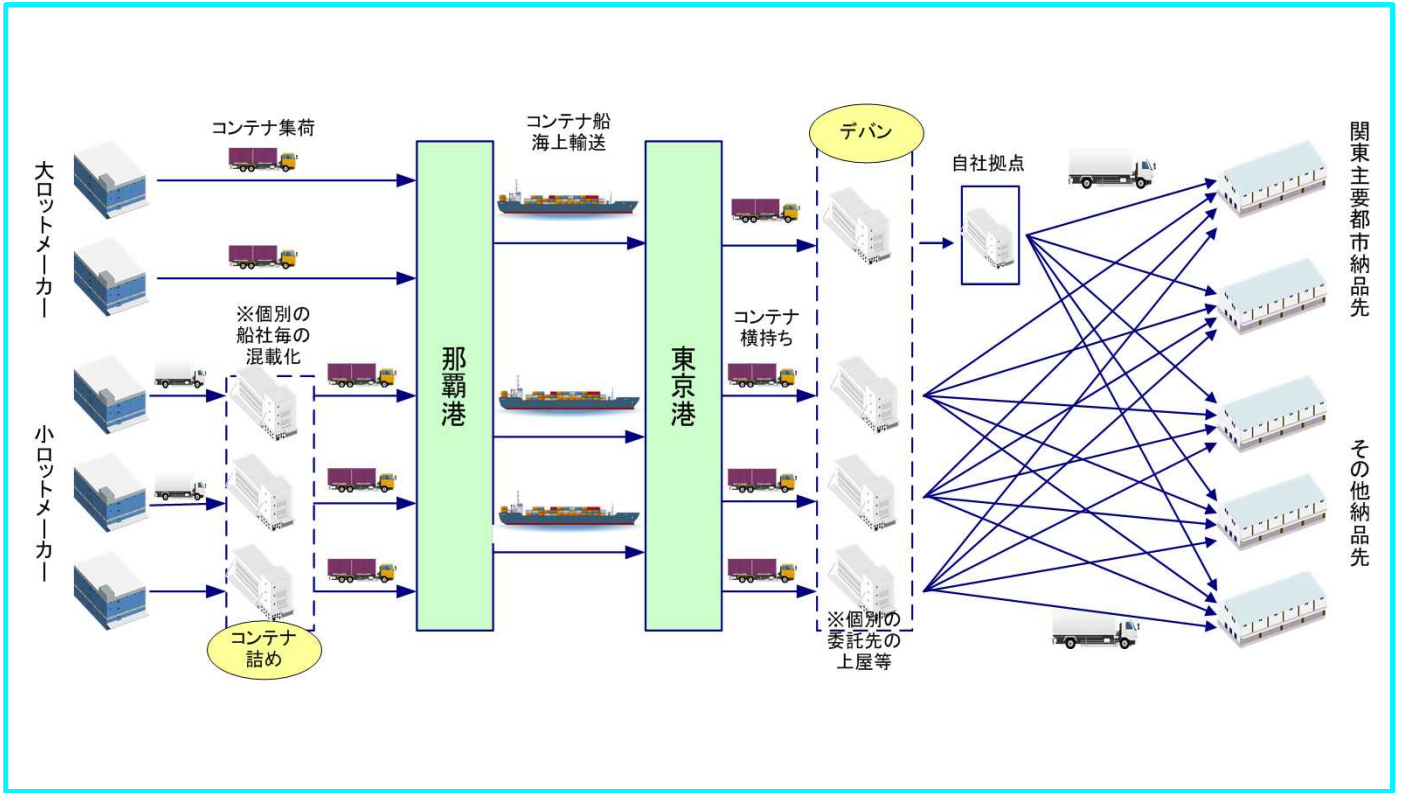 大ロットメーカー
小ロットメーカー
コンテナ集荷
※個別の
船社毎の
混載化
コンテナ
詰め
那覇港
コンテナ船
海上輸送
東京港
コンテナ
横持ち
デバン
※個別の
委託先の
上屋等
自社拠点
関東主要都市納品先
その他納品先